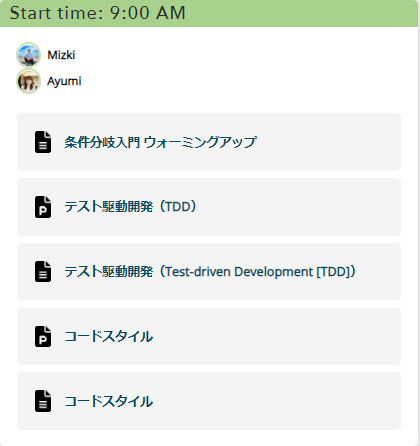 Start time: 9:00 AM
Mizki
Ayumi
条件分岐入門 ウォーミングアップ
テスト駆動開発（TDD）
テスト駆動開発（Test-driven Development [TDD]）
コードスタイル
コードスタイル